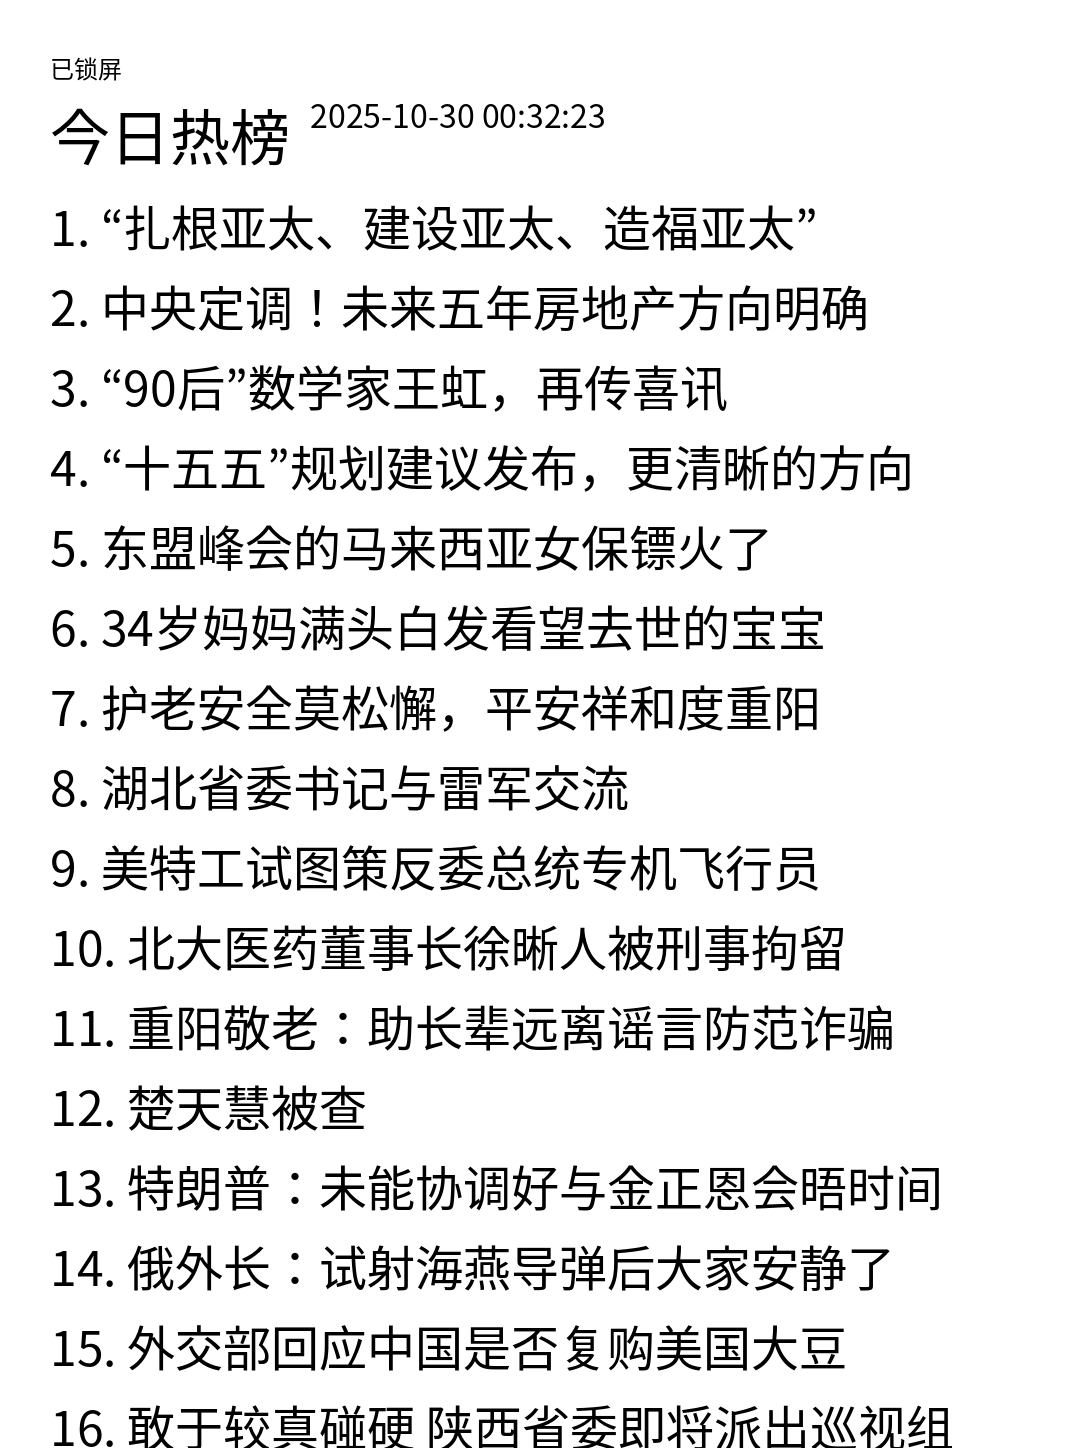 已锁屏
今日热榜 2025-10-30 00:32:23
1. “扎根亚太、建设亚太、造福亚太”
2. 中央定调！未来五年房地产方向明确
3. “90后”数学家王虹，再传喜讯
4. “十五五”规划建议发布，更清晰的方向
5. 东盟峰会的马来西亚女保镖火了
6. 34岁妈妈满头白发看望去世的宝宝
7. 护老安全莫松懈，平安祥和度重阳
8. 湖北省委书记与雷军交流
9. 美特工试图策反委总统专机飞行员
10. 北大医药董事长徐晰人被刑事拘留
11. 重阳敬老：助长辈远离谣言防范诈骗
12. 楚天慧被查
13. 特朗普：未能协调好与金正恩会晤时间
14. 俄外长：试射海燕导弹后大家安静了
15. 外交部回应中国是否复购美国大豆
16. 敢于较真碰硬 陕西省委即将派出巡视组